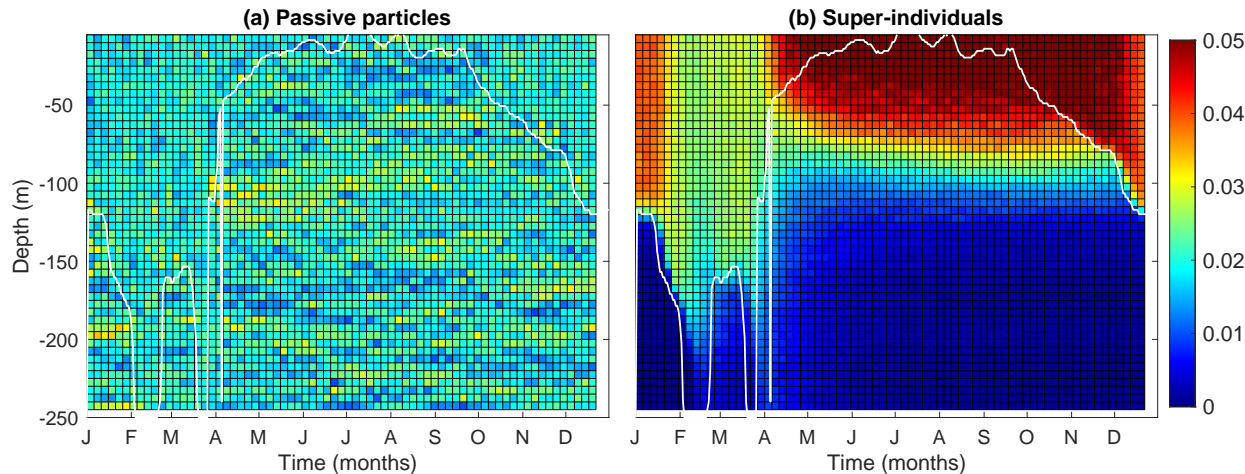 (a) Passive particles
(b) Super-individuals
Depth (m)
-50
-100
-150
-200
-250
J F M A M J J A S O N D
Time (months)
J F M A M J J A S O N D
Time (months)
0.05
0.04
0.03
0.02
0.01
0